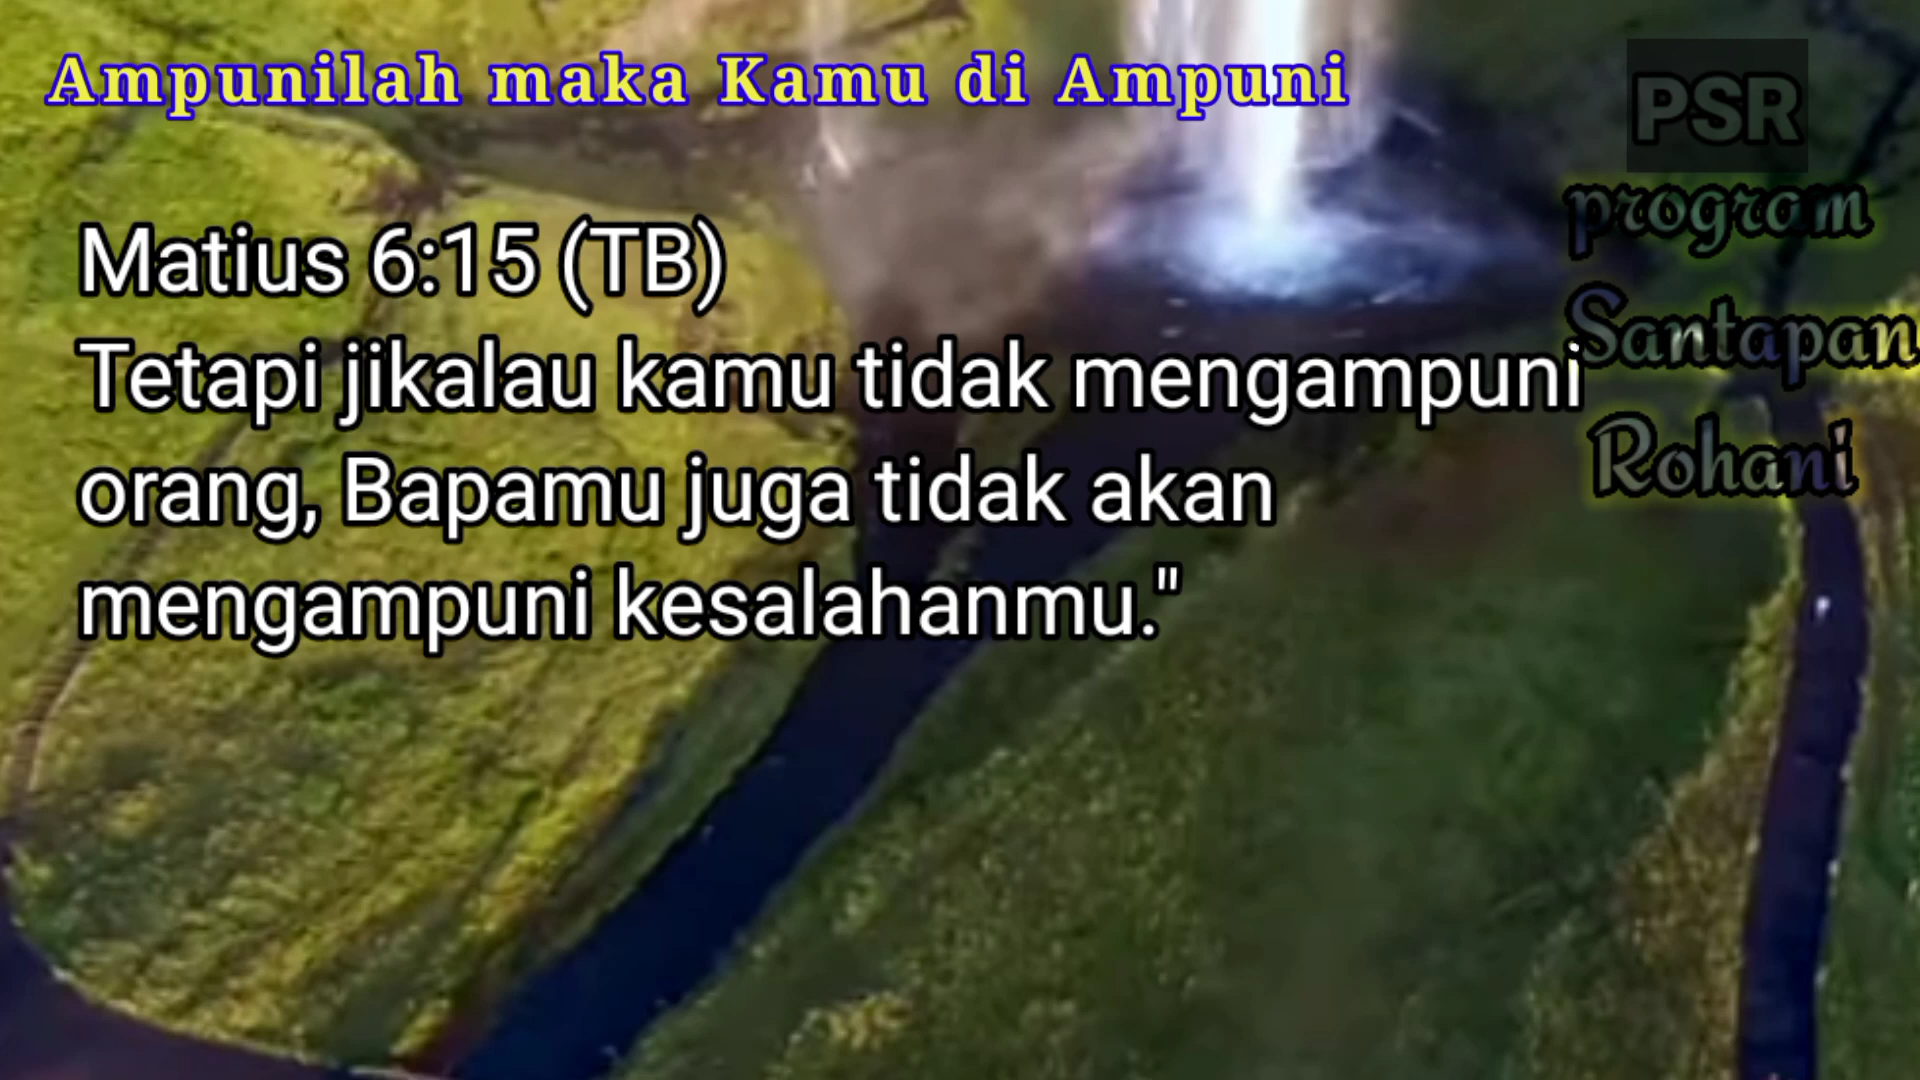 Ampunilah maka Kamu di Ampuni
PSR
program
Santapan
Rohani
Matius 6:15 (TB)
Tetapi jikalau kamu tidak mengampuni
orang, Bapamu juga tidak akan
mengampuni kesalahanmu."